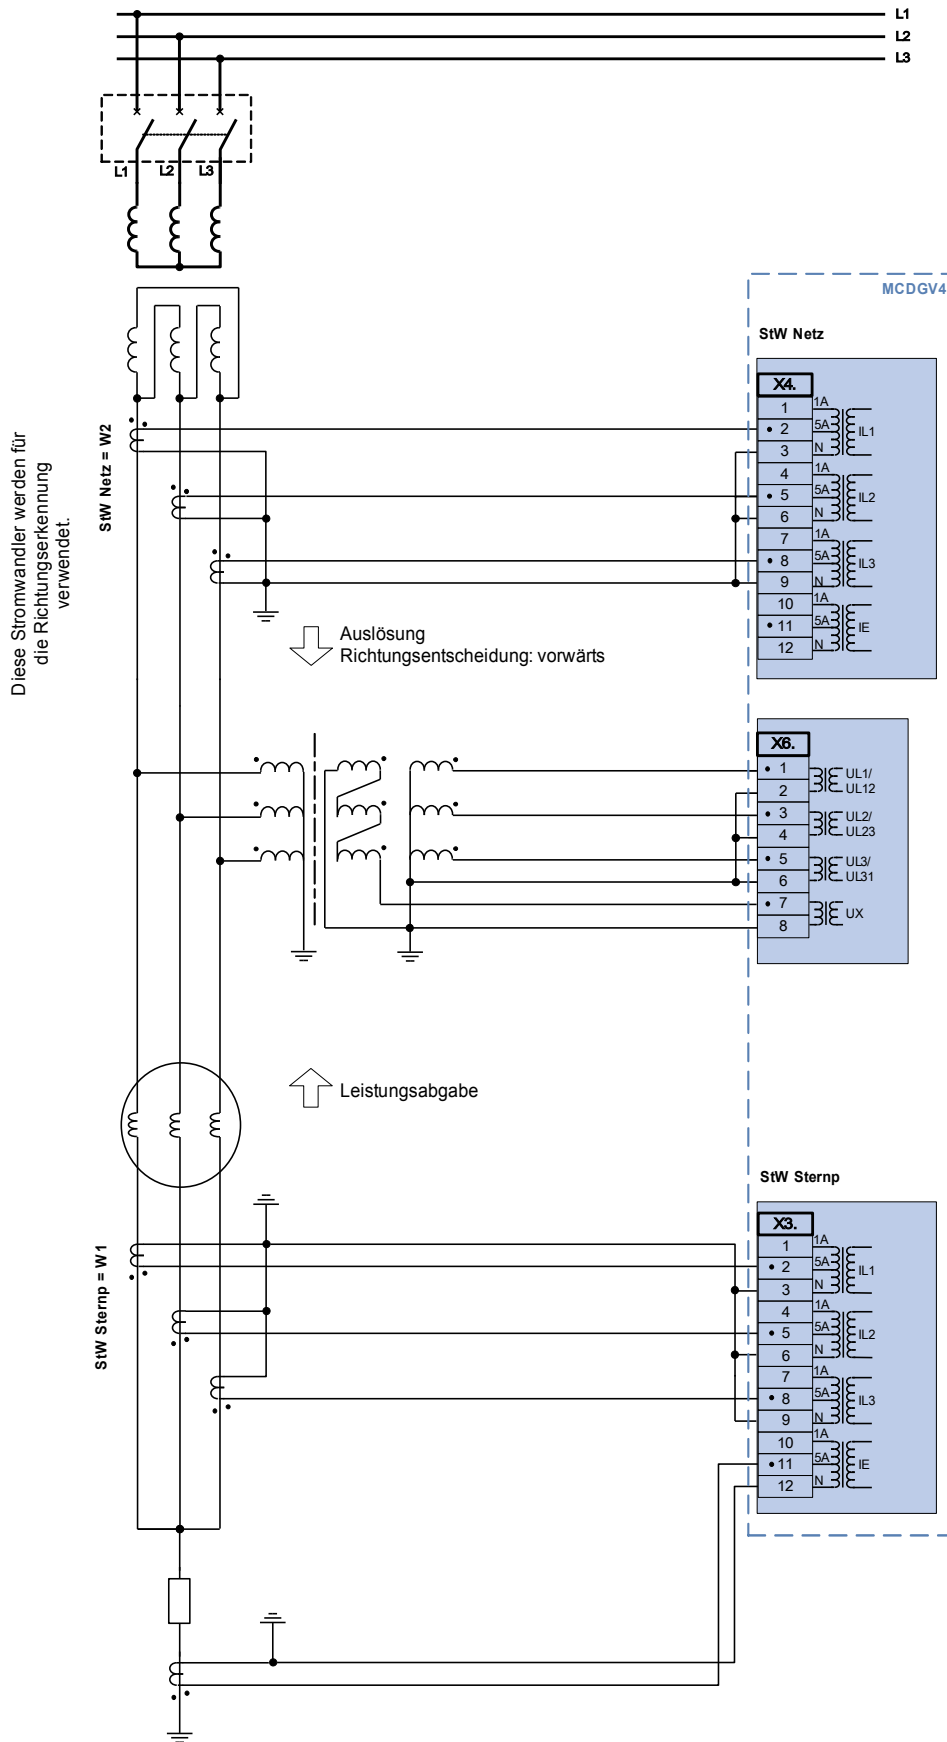 L1
L2
L3
L1
L2
L3
MCDGV4
StW Netz
X4.
1
2
3
4
5
6
7
8
9
10
11
12
1A
5A
N
IL1
1A
5A
N
IL2
1A
5A
N
IL3
1A
5A
N
IE
Diese Stromwandler werden für
die Richtungserkennung
verwendet.
StW Netz = W2
Auslösung
Richtungsentscheidung: vorwärts
X6.
1
2
3
4
5
6
7
8
UL1/
UL12
UL2/
UL23
UL3/
UL31
UX
Leistungsabgabe
StW Sternp
StW Sternp = W1
X3.
1
2
3
4
5
6
7
8
9
10
11
12
1A
5A
N
IL1
1A
5A
N
IL2
1A
5A
N
IL3
1A
5A
N
IE